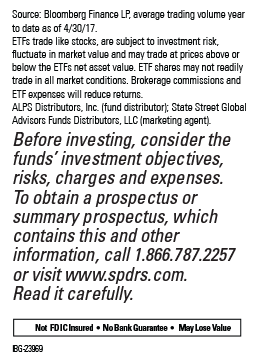 Source: Bloomberg Finance LP, average trading volume year
to date as of 4/30/17.
ETFs trade like stocks, are subject to investment risk,
fluctuate in market value and may trade at prices above or
below the ETFs net asset value. ETF shares may not readily
trade in all market conditions. Brokerage commissions and
ETF expenses will reduce returns.
ALPS Distributors, Inc. (fund distributor); State Street Global
Advisors Funds Distributors, LLC (marketing agent).
Before investing, consider the
funds’ investment objectives,
risks, charges and expenses.
To obtain a prospectus or
summary prospectus, which
contains this and other
information, call 1.866.787.2257
or visit www.spdrs.com.
Read it carefully.
Not FDIC Insured • No Bank Guarantee • May Lose Value
IBG-23969